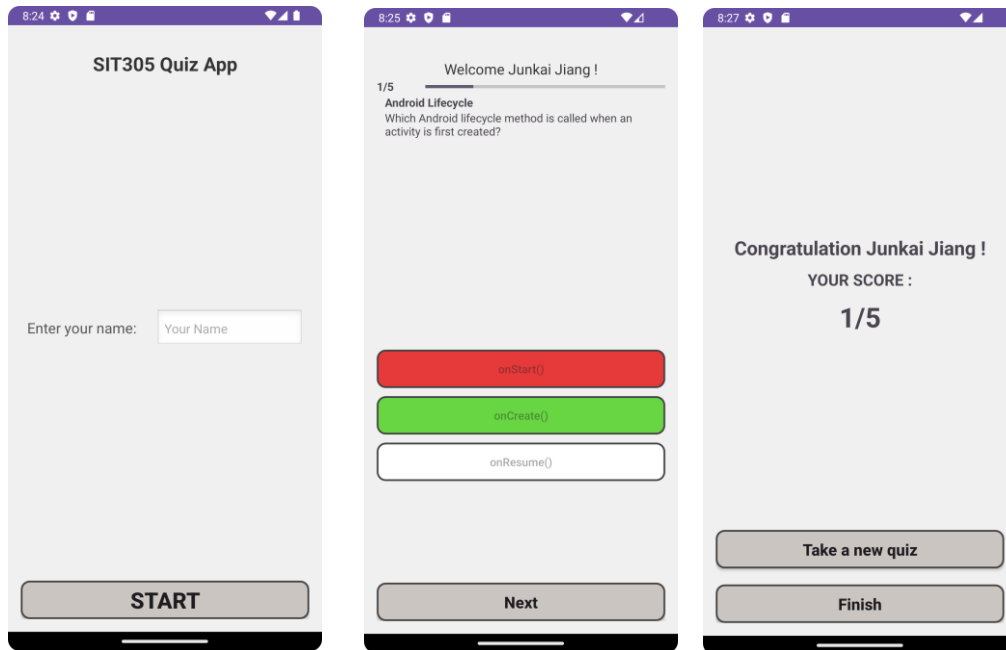 8:24
SIT305 Quiz App
Enter your name:
Your Name
START
8:25
Welcome Junkai Jiang !
1/5
Android Lifecycle
Which Android lifecycle method is called when an
activity is first created?
onStart()
onCreate()
onResume()
Next
8:27
Congratulation Junkai Jiang !
YOUR SCORE :
1/5
Take a new quiz
Finish